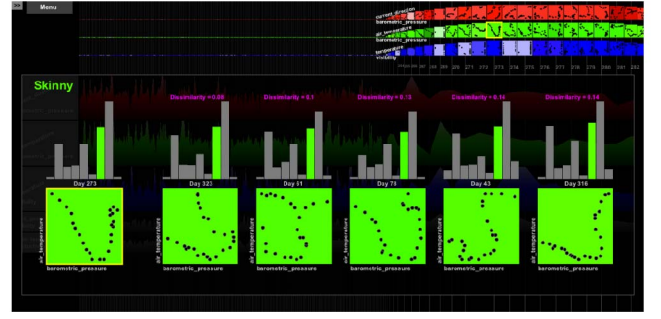 >> Menu
current_direction
barometric_pressure
air_temperature
barometric_pressure
temperature
visibility
Skinny
Dissimilarity = 0.09 Dissimilarity = 0.1 Dissimilarity = 0.13 Dissimilarity = 0.14 Dissimilarity = 0.14
Day 273 Day 323 Day 51 Day 78 Day 43 Day 316
air_temperature air_temperature air_temperature air_temperature air_temperature air_temperature
barometric_pressure barometric_pressure barometric_pressure barometric_pressure barometric_pressure barometric_pressure